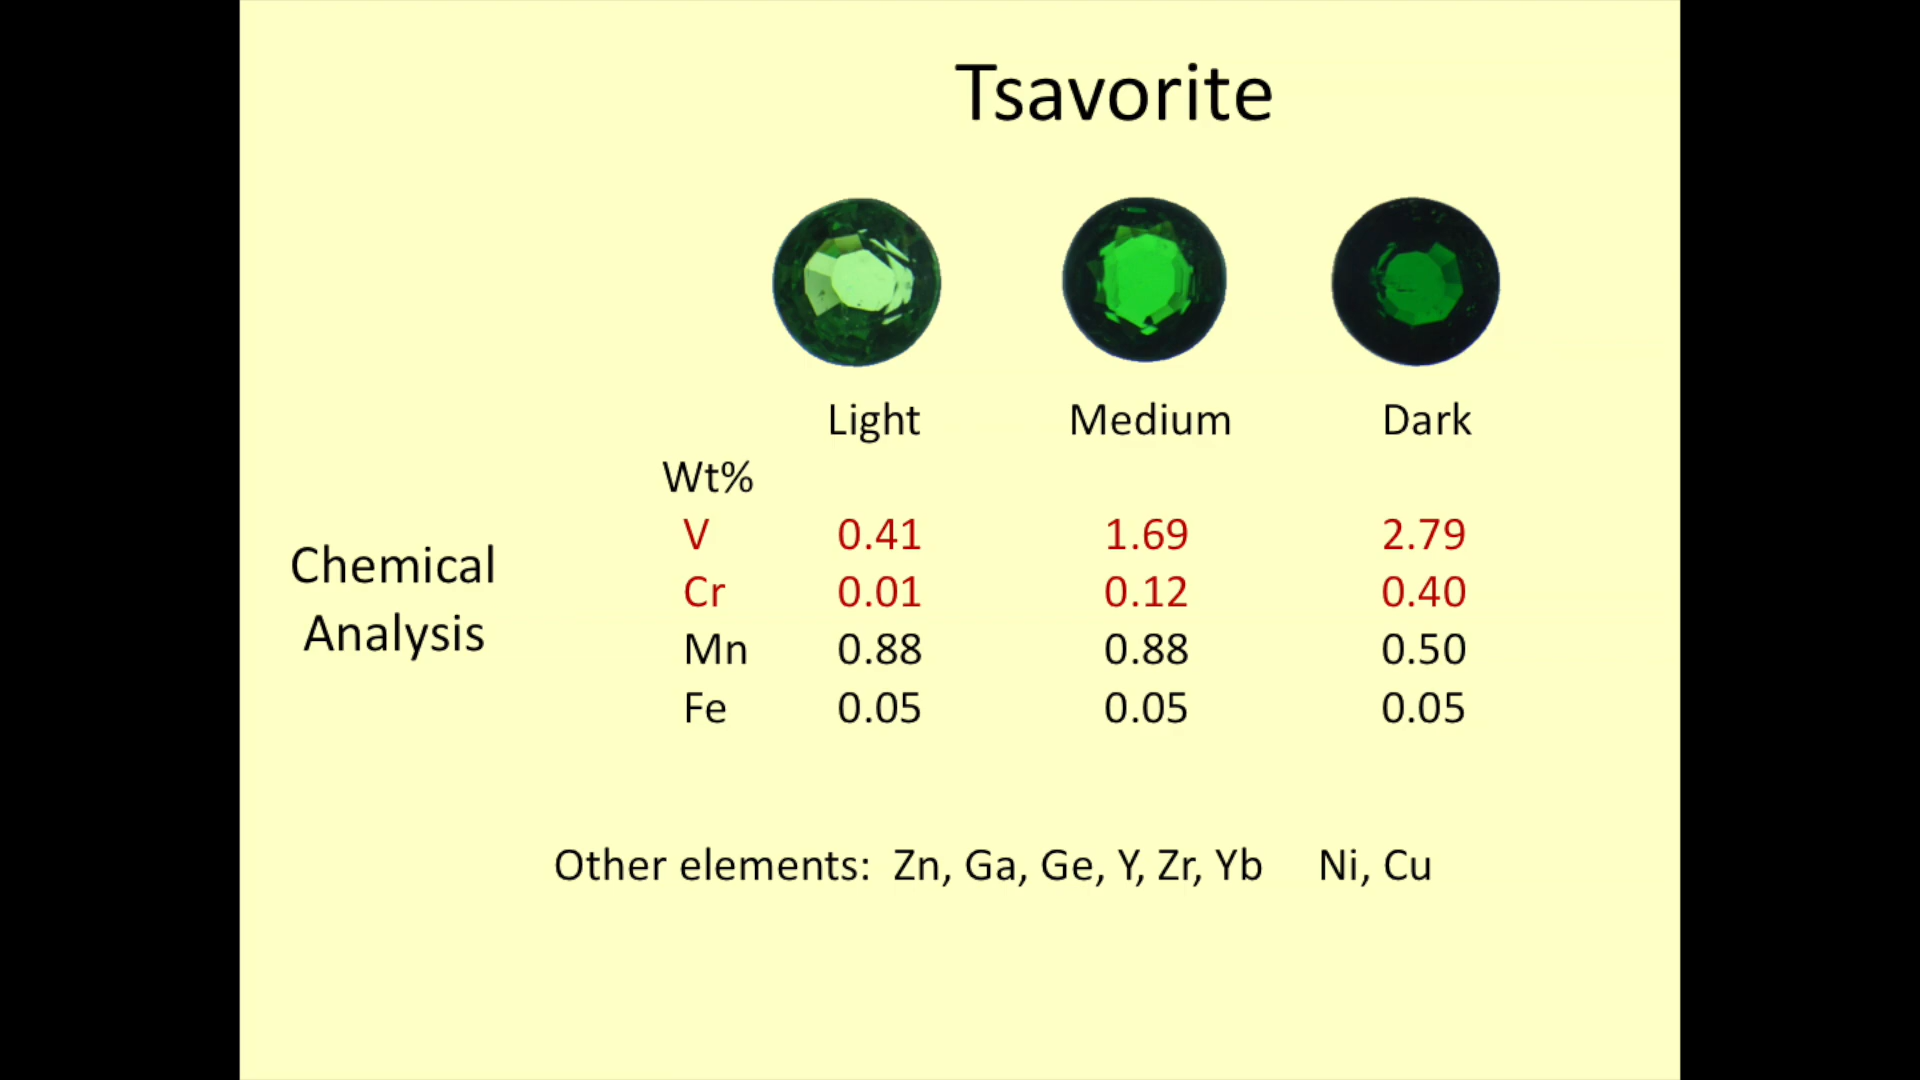 Tsavorite
Light Medium Dark
Wt%
V 0.41 1.69 2.79
Cr 0.01 0.12 0.40
Mn 0.88 0.88 0.50
Fe 0.05 0.05 0.05
Chemical
Analysis
Other elements: Zn, Ga, Ge, Y, Zr, Yb Ni, Cu